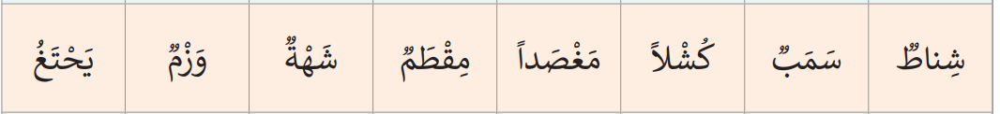 شِناطٌ سَمَبٌ كُشْلاً مَغْصَداً مِقْطَمٌ شَهْةٌ وَزْمٌ يَحْتَغُ